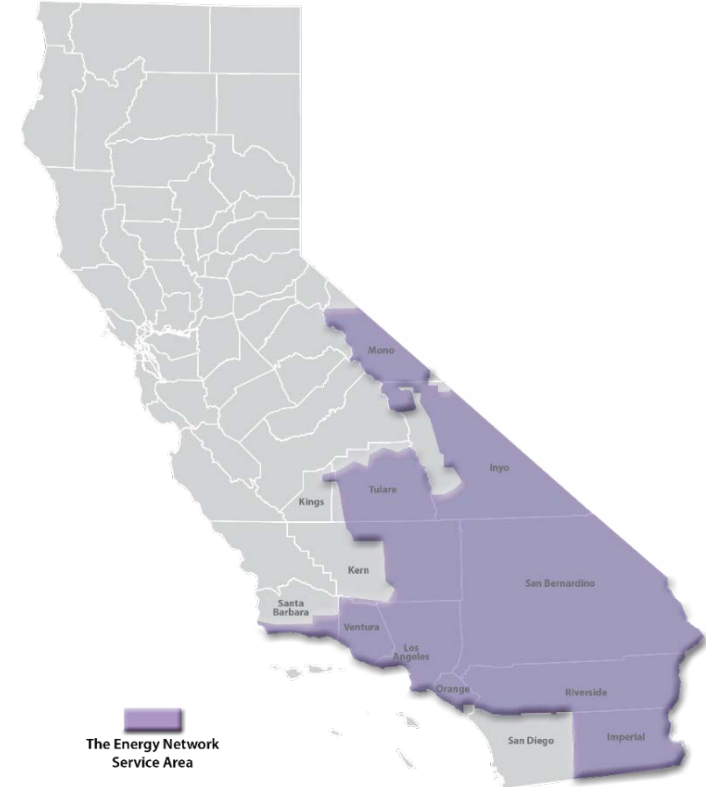 Mono
Inyo
Tulare
Kings
Kern
San Bernardino
Santa
Barbara
Ventura
Los
Angeles
Orange
Riverside
San Diego
Imperial
The Energy Network
Service Area